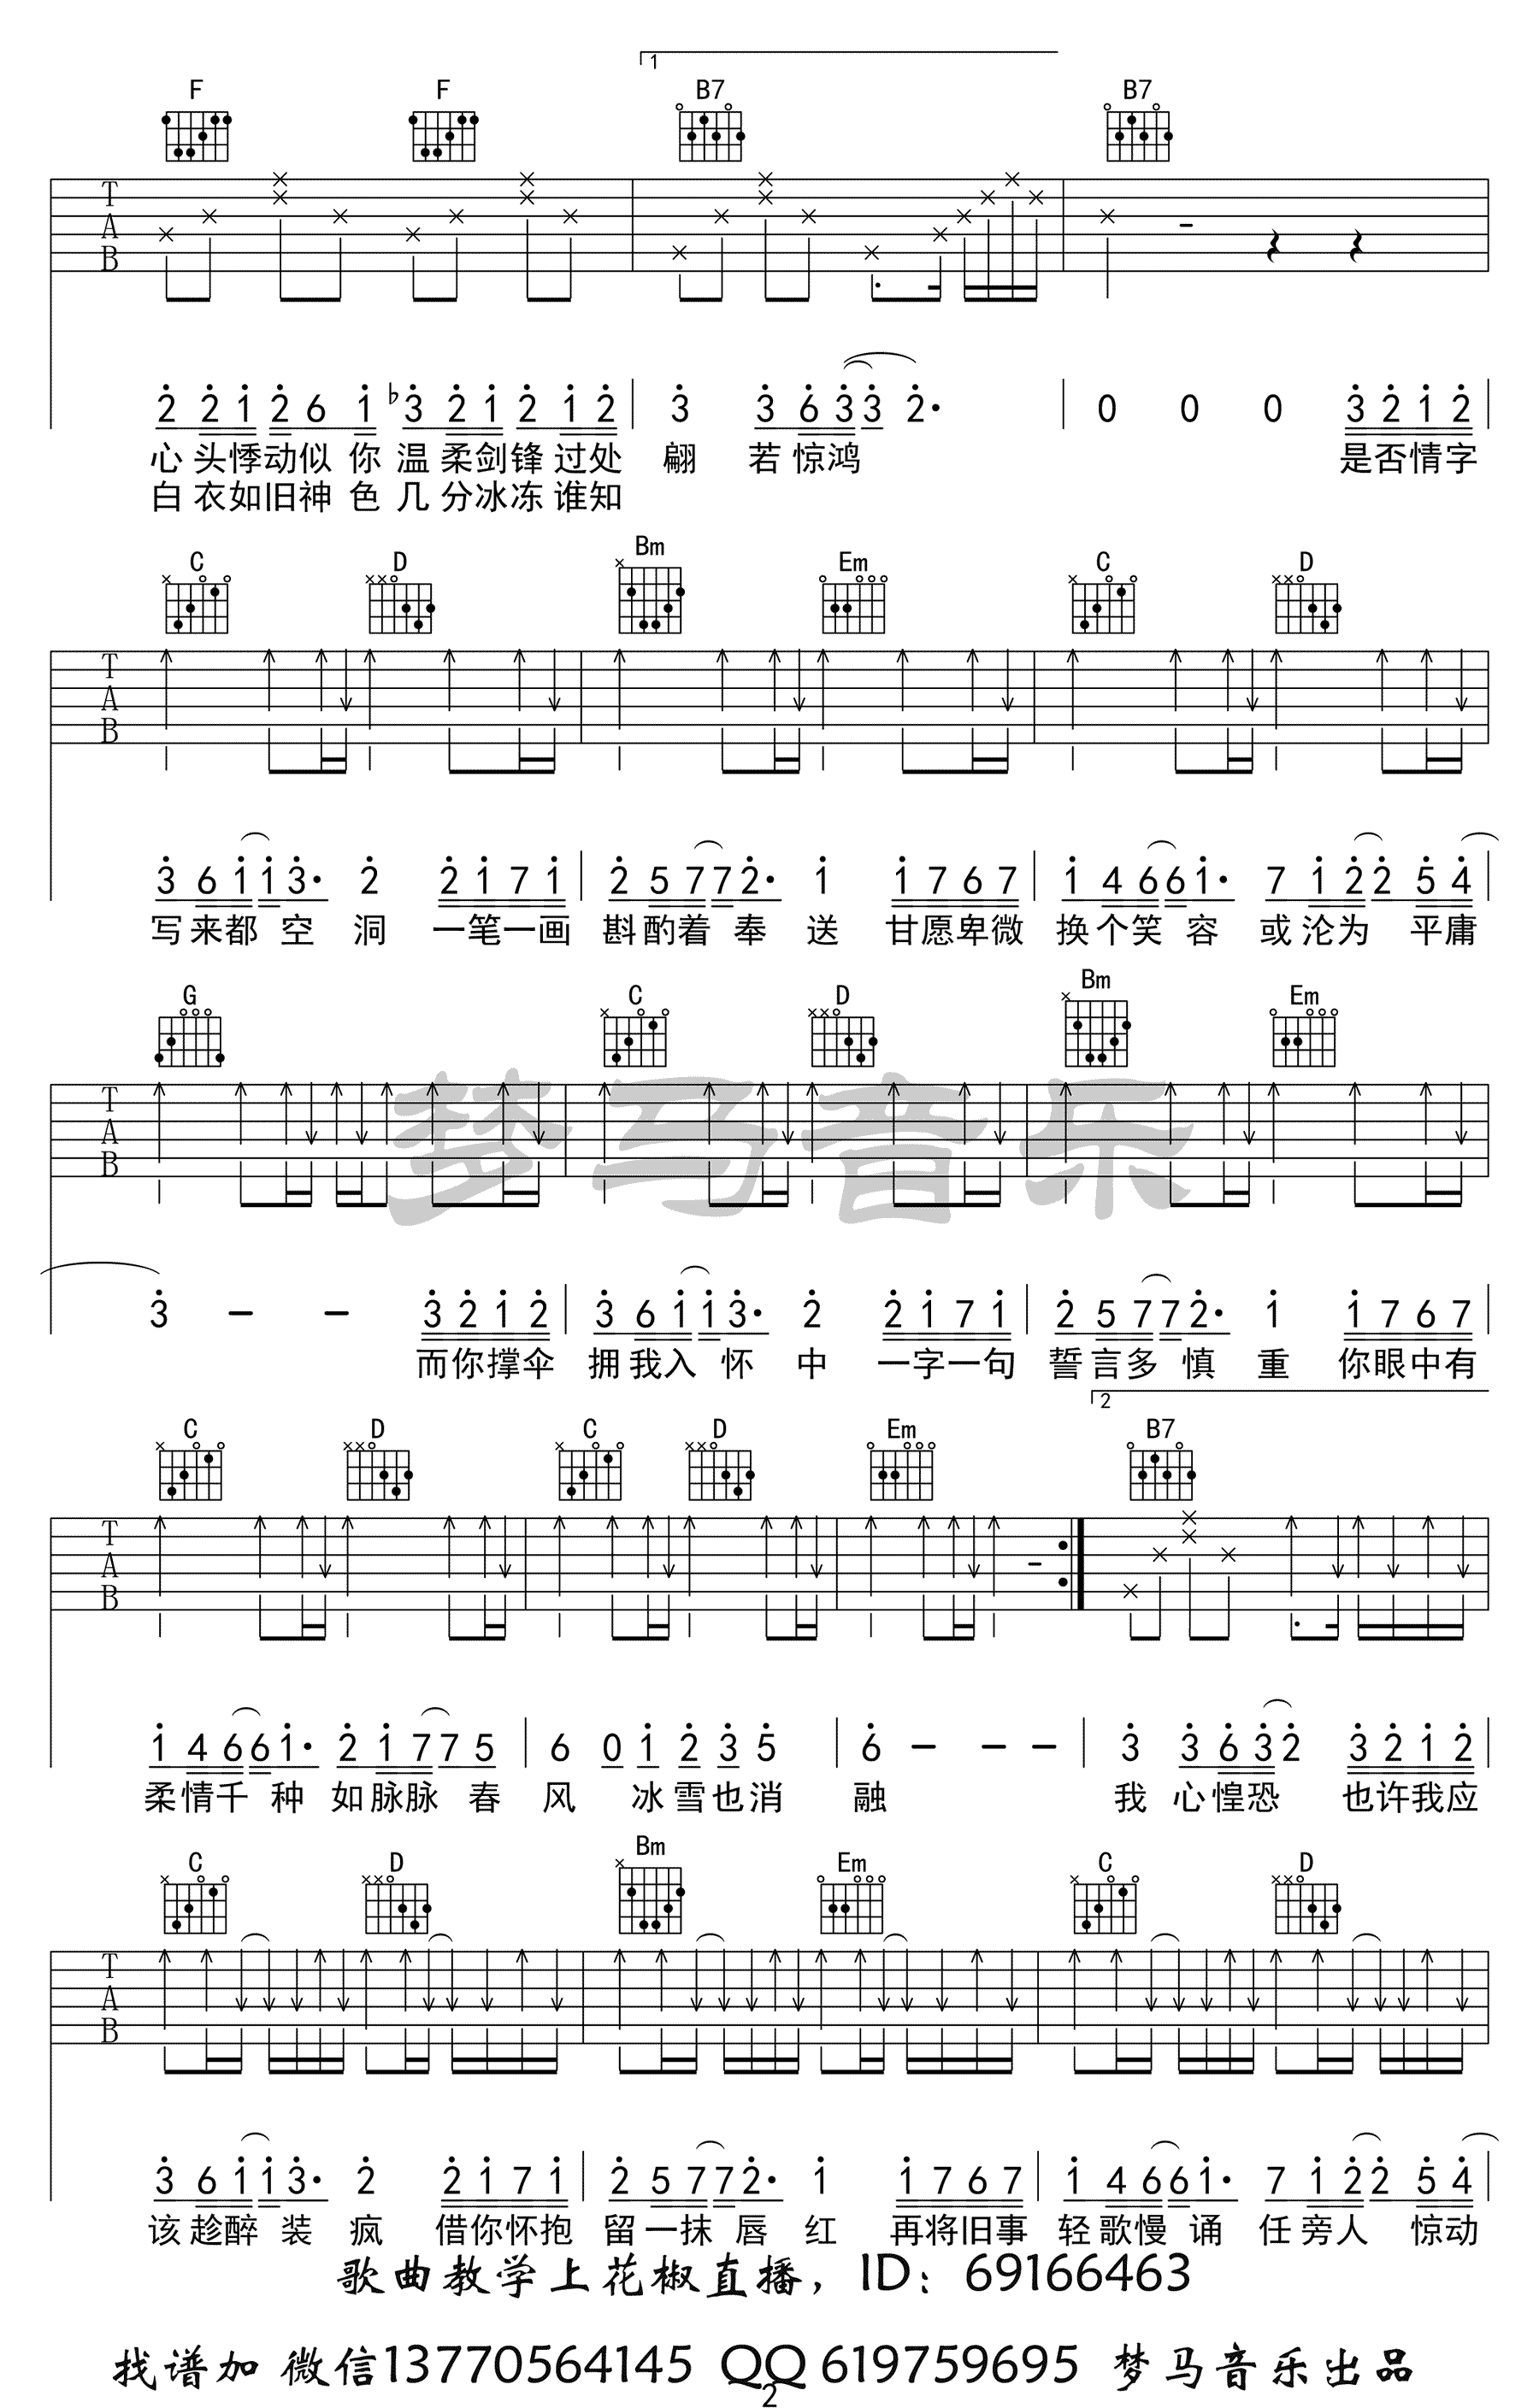 1
F F B7 B7
T
A
B
2 2 1 2 6 1 ♭3 2 1 2 1 2 | 3 3 6 3 3 2· | 0 0 0 3 2 1 2 |
心 头悸动似 你 温 柔剑锋 过处 翩 若 惊鸿 是否情字
白 衣如旧神 色 几 分冰冻 谁知
C D Bm Em C D
T
A
B
3 6 1 1 3· 2 2 1 7 1 | 2 5 7 7 2· 1 1 7 6 7 | 1 4 6 6 1· 7 1 2 2 5 4 |
写 来都 空 洞 一笔一画 斟 酌着 奉 送 甘愿卑微 换 个笑 容 或 沦为 平庸
G C D Bm Em
T
A
B
梦马音乐
3 - - 3 2 1 2 | 3 6 1 1 3· 2 2 1 7 1 | 2 5 7 7 2· 1 1 7 6 7 |
而你撑伞 拥 我入 怀 中 一字一句 誓 言多 慎 重 你眼中有
2
C D C D Em B7
T
A
B
1 4 6 6 1· 2 1 7 7 5 | 6 0 1 2 3 5 | 6 - - - | 3 3 6 3 2 3 2 1 2 |
柔 情千 种 如 脉脉 春 风 冰 雪也消 融 我 心 惶恐 也许我应
C D Bm Em C D
T
A
B
3 6 1 1 3· 2 2 1 7 1 | 2 5 7 7 2· 1 1 7 6 7 | 1 4 6 6 1· 7 1 2 2 5 4 |
该 趁醉 装 疯 借你怀抱 留 一抹 唇 红 再将旧事 轻 歌慢 诵 任 旁人 惊动
歌曲教学上花椒直播，ID：69166463
找谱加 微信13770564145 QQ 619759695 梦马音乐出品
2